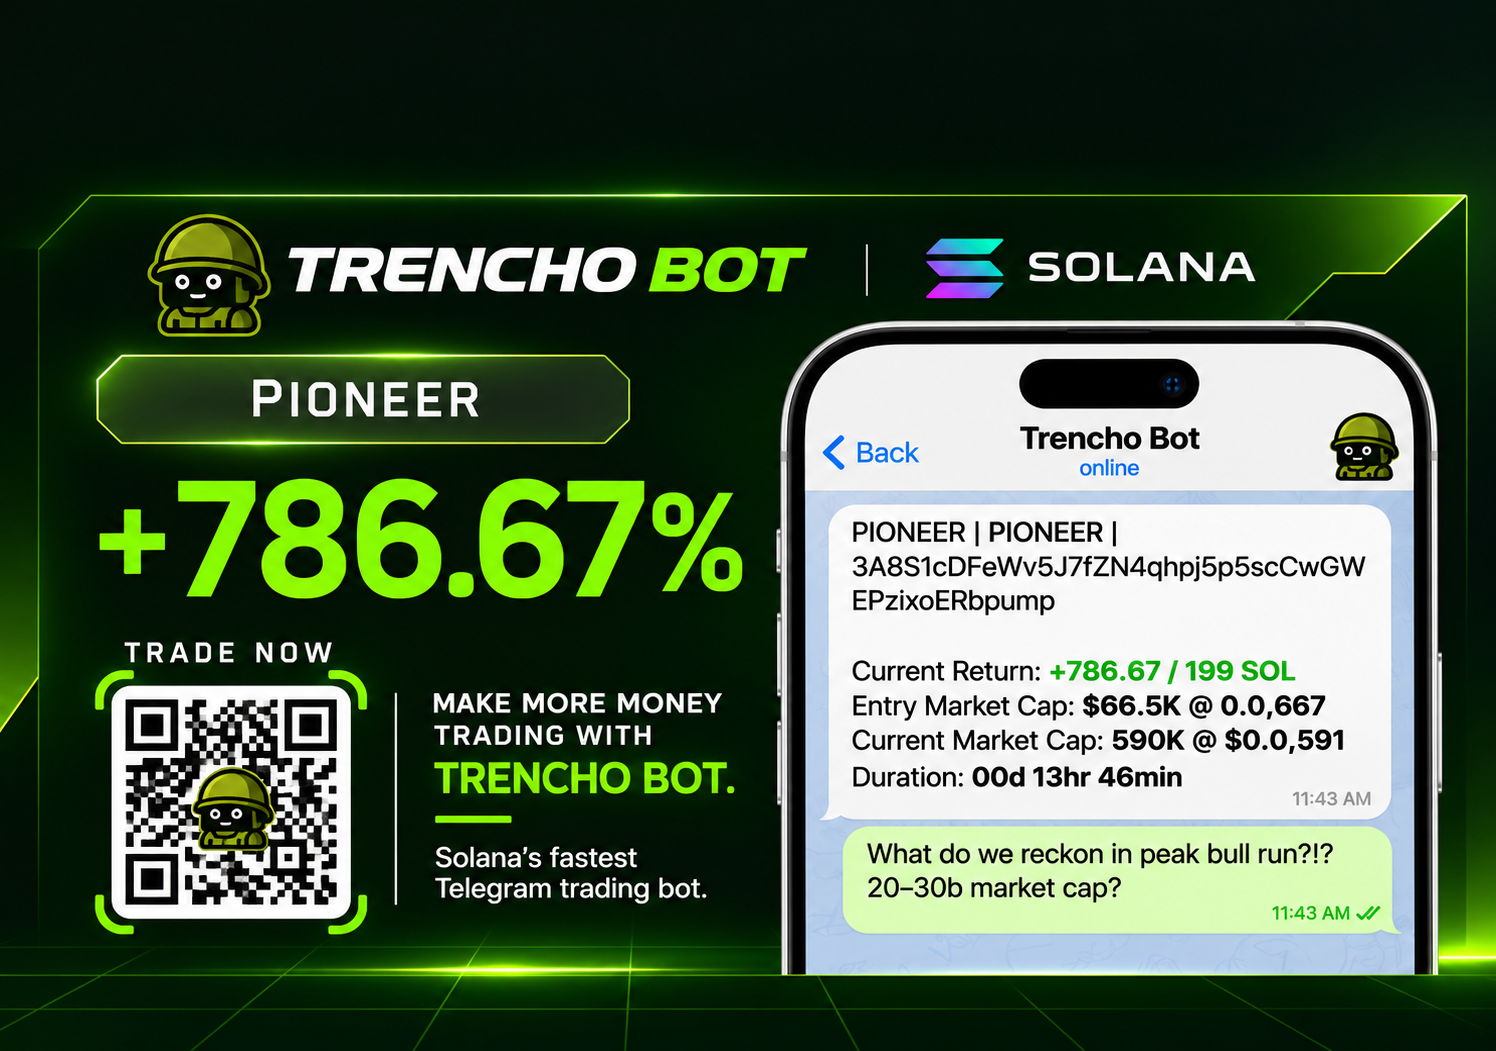 TRENCHO BOT
SOLANA
PIONEER
+786.67%
TRADE NOW
MAKE MORE MONEY
TRADING WITH
TRENCHO BOT.
Solana's fastest
Telegram trading bot.
Back
Trencho Bot
online
PIONEER | PIONEER |
3A8S1cDFeWv5J7fZN4qhpj5p5scCwGW
EPzixoERbpump
Current Return: +786.67 / 199 SOL
Entry Market Cap: $66.5K @ 0.0,667
Current Market Cap: 590K @ $0.0,591
Duration: 00d 13hr 46min
11:43 AM
What do we reckon in peak bull run?!?
20–30b market cap?
11:43 AM